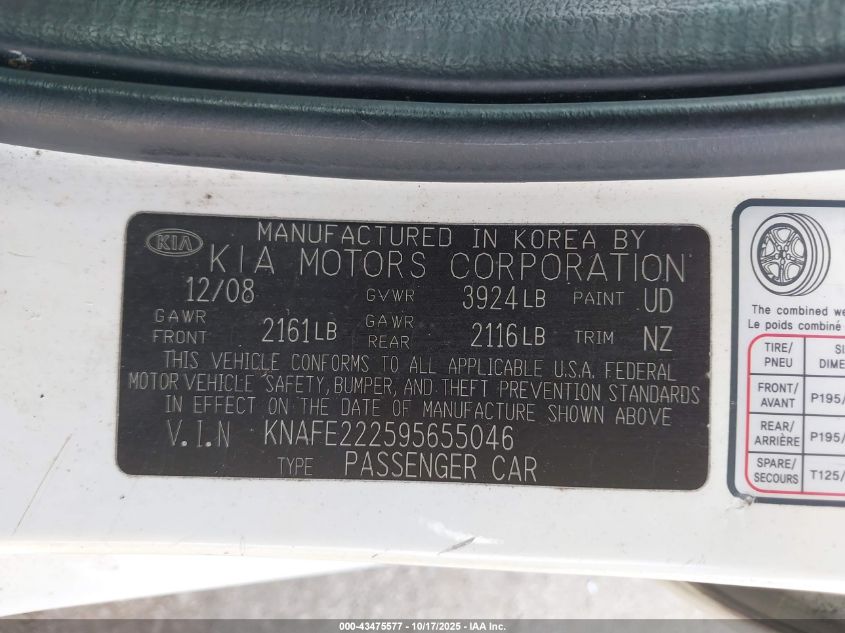 KIA
MANUFACTURED IN KOREA BY
KIA MOTORS CORPORATION
12/08 GVWR 3924LB PAINT UD
GAWR FRONT 2161LB GAWR REAR 2116LB TRIM NZ
THIS VEHICLE CONFORMS TO ALL APPLICABLE U.S.A. FEDERAL
MOTOR VEHICLE SAFETY, BUMPER, AND THEFT PREVENTION STANDARDS
IN EFFECT ON THE DATE OF MANUFACTURE SHOWN ABOVE
V.I.N KNAFE222595655046
TYPE PASSENGER CAR
The combined we
Le poids combiné
TIRE/ PNEU SI DIME
FRONT/ AVANT P195/
REAR/ ARRIÈRE P195/
SPARE/ SECOURS T125/
000-43475577 | 10/17/2025 | IAA Inc.